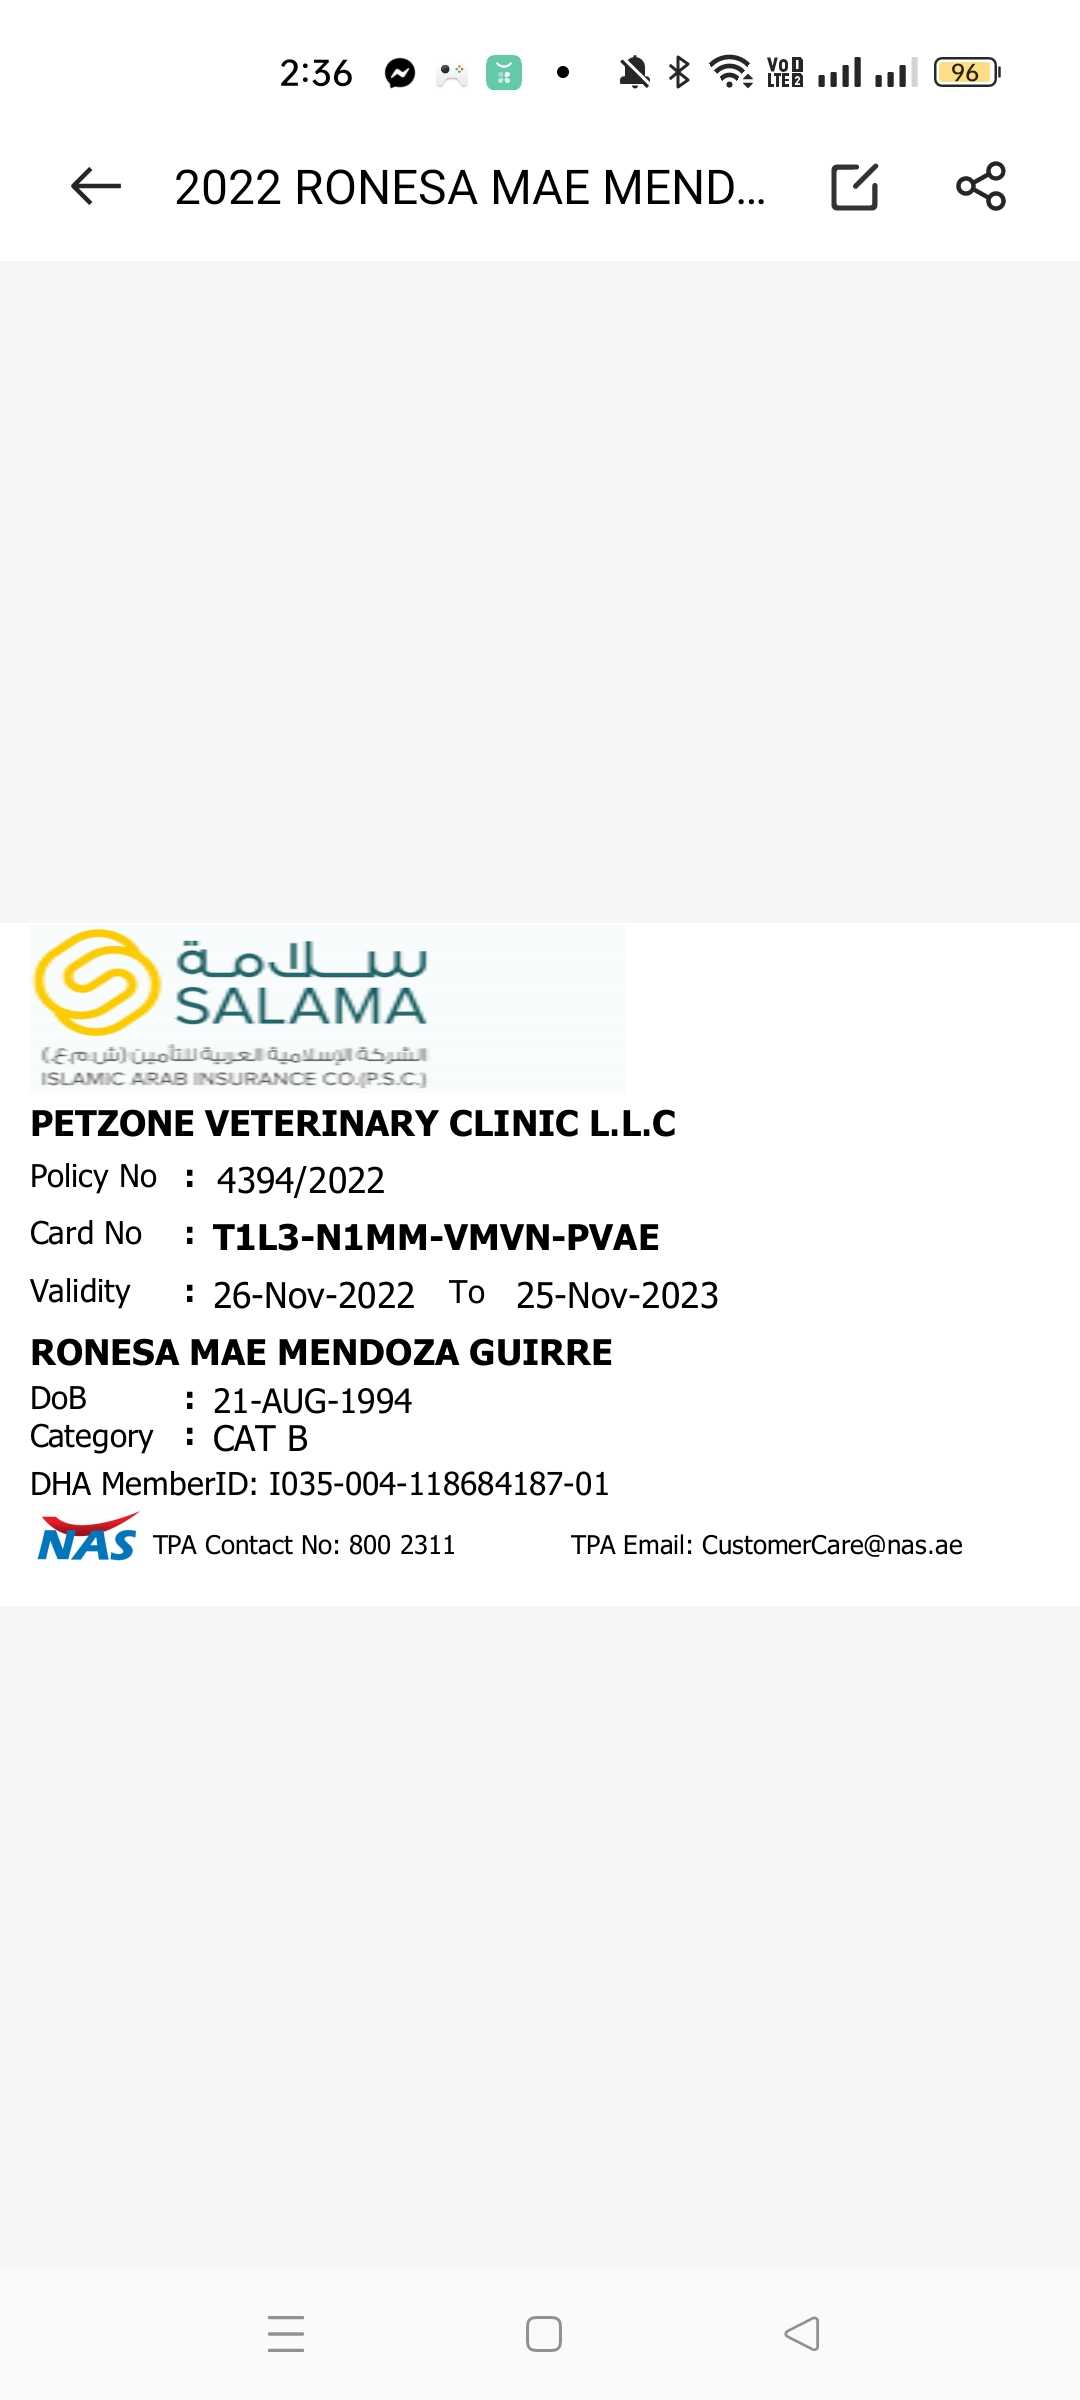 2:36 VoD LTE2 96
2022 RONESA MAE MEND...
سلامة
SALAMA
الشركة الإسلامية العربية للتأمين (ش.م.ع.)
ISLAMIC ARAB INSURANCE CO.(P.S.C.)
PETZONE VETERINARY CLINIC L.L.C
Policy No : 4394/2022
Card No : T1L3-N1MM-VMVN-PVAE
Validity : 26-Nov-2022 To 25-Nov-2023
RONESA MAE MENDOZA GUIRRE
DoB : 21-AUG-1994
Category : CAT B
DHA MemberID: I035-004-118684187-01
NAS TPA Contact No: 800 2311 TPA Email: CustomerCare@nas.ae